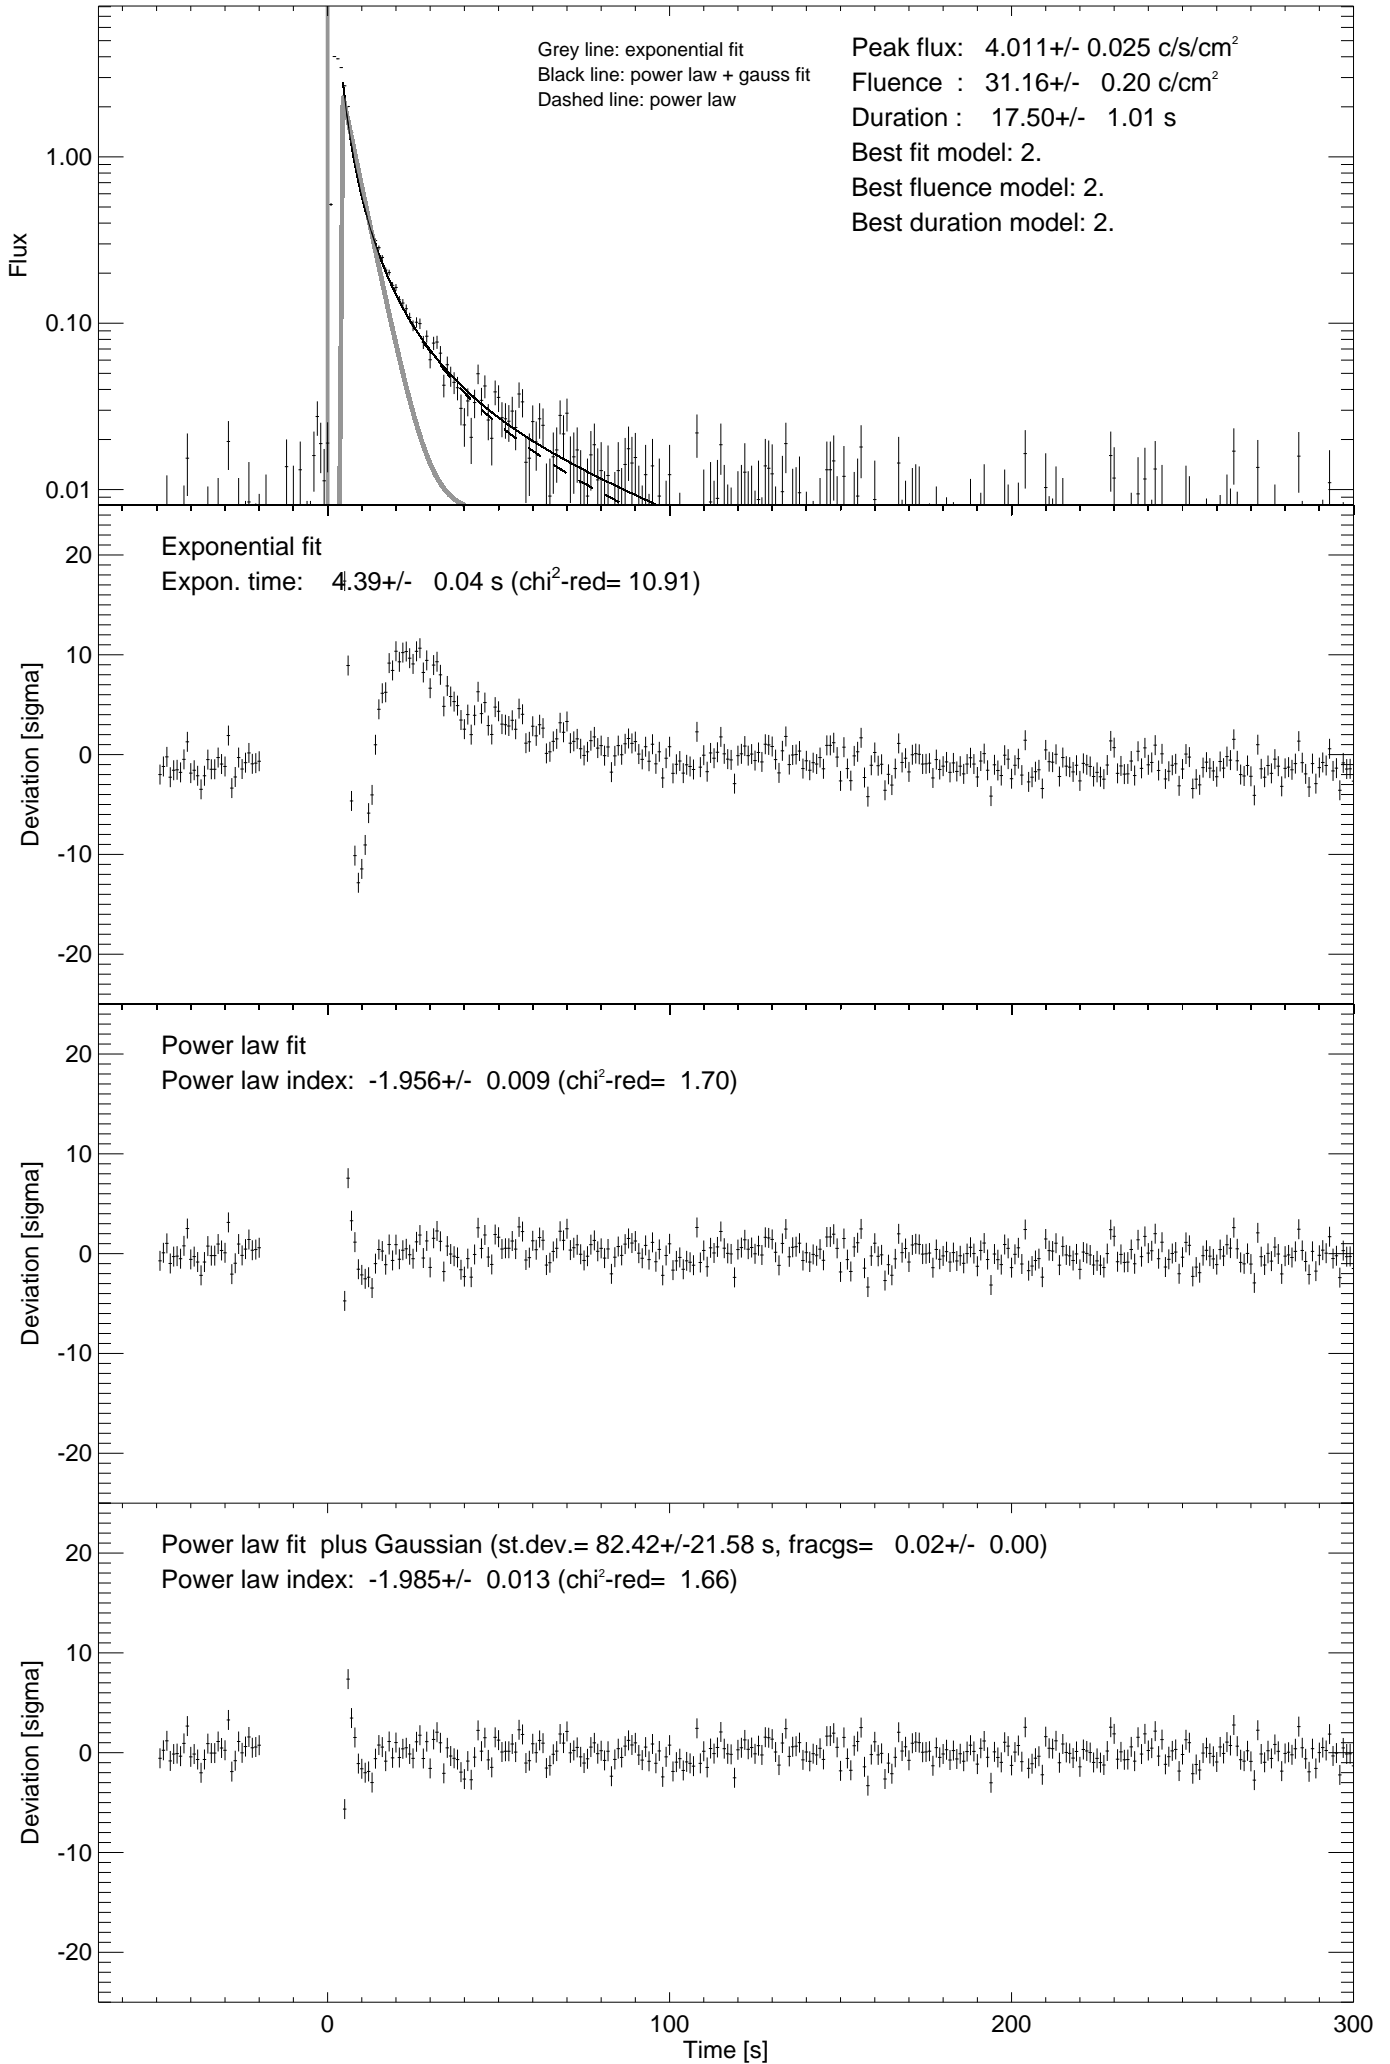 Grey line: exponential fit
Black line: power law + gauss fit
Dashed line: power law
Peak flux: 4.011+/- 0.025 c/s/cm²
Fluence : 31.16+/- 0.20 c/cm²
Duration : 17.50+/- 1.01 s
Best fit model: 2.
Best fluence model: 2.
Best duration model: 2.
1.00
0.10
0.01
Flux
Exponential fit
Expon. time: 4.39+/- 0.04 s (chi²-red= 10.91)
20
10
0
-10
-20
Deviation [sigma]
Power law fit
Power law index: -1.956+/- 0.009 (chi²-red= 1.70)
20
10
0
-10
-20
Deviation [sigma]
Power law fit plus Gaussian (st.dev.= 82.42+/-21.58 s, fracgs= 0.02+/- 0.00)
Power law index: -1.985+/- 0.013 (chi²-red= 1.66)
20
10
0
-10
-20
Deviation [sigma]
0 100 200 300
Time [s]